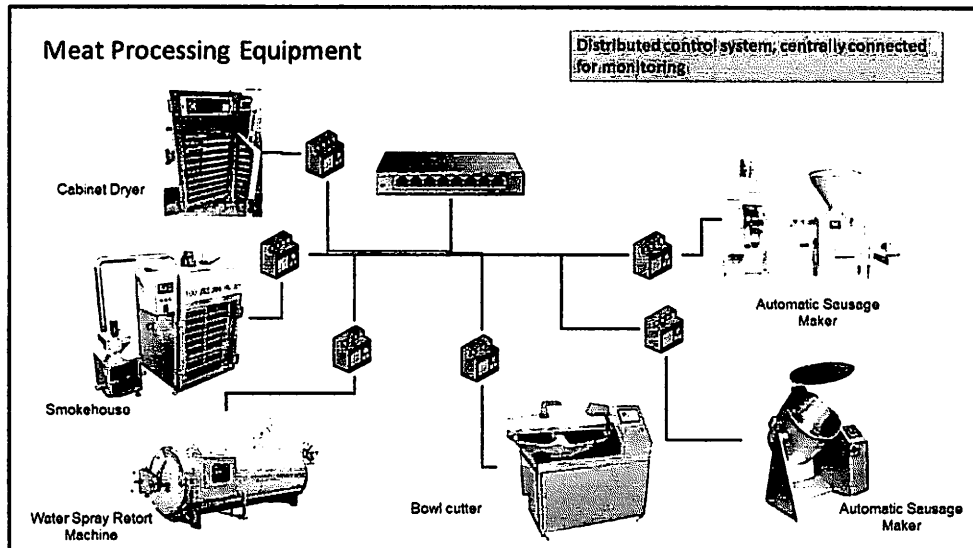 Meat Processing Equipment
Distributed control system, centrally connected
for monitoring
Cabinet Dryer
Automatic Sausage
Maker
Smokehouse
Water Spray Retort
Machine
Bowl cutter
Automatic Sausage
Maker